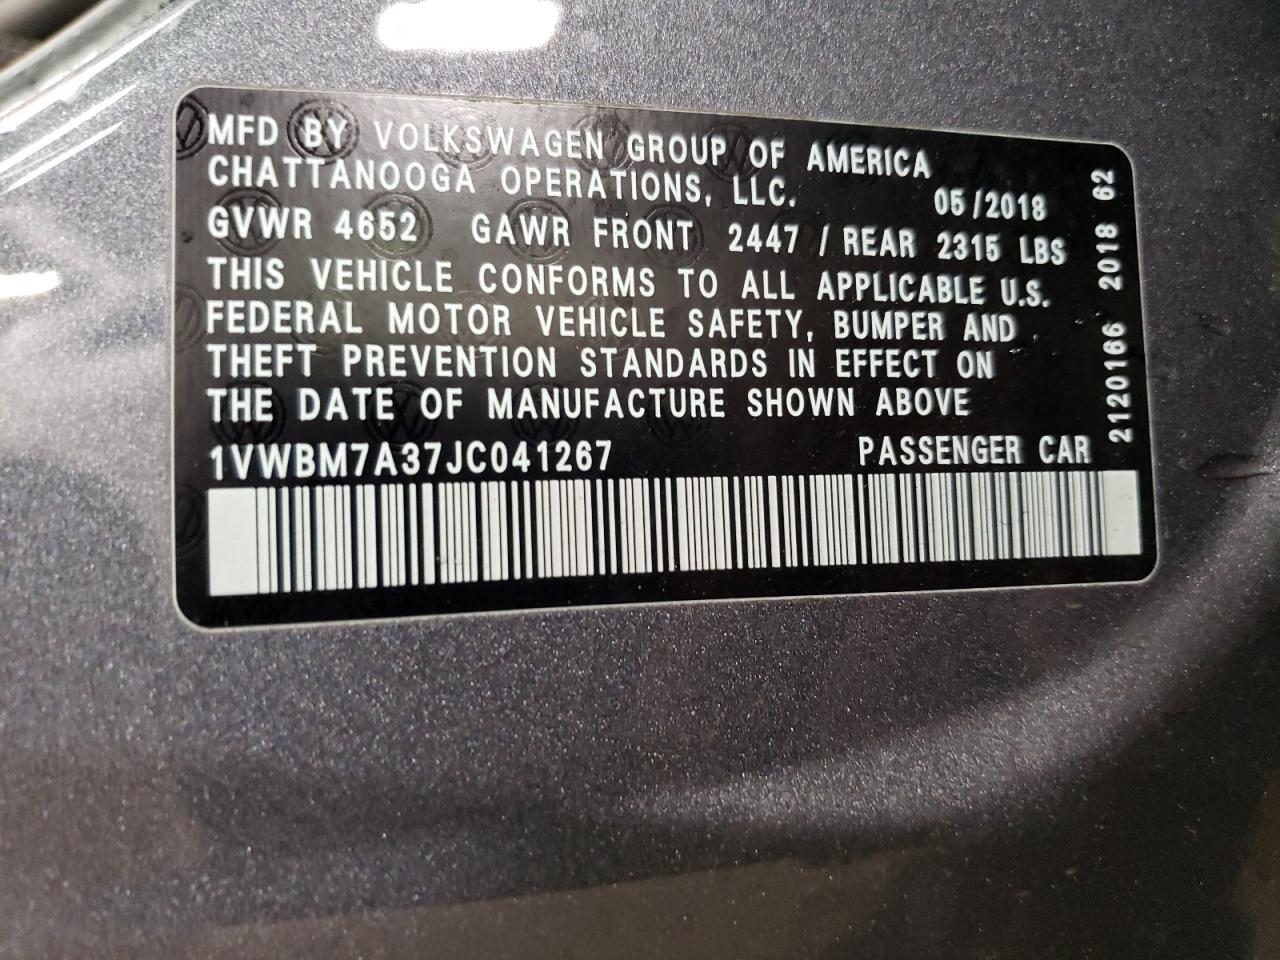 MFD BY VOLKSWAGEN GROUP OF AMERICA
CHATTANOOGA OPERATIONS, LLC. 05/2018
GVWR 4652 GAWR FRONT 2447 / REAR 2315 LBS
THIS VEHICLE CONFORMS TO ALL APPLICABLE U.S.
FEDERAL MOTOR VEHICLE SAFETY, BUMPER AND
THEFT PREVENTION STANDARDS IN EFFECT ON
THE DATE OF MANUFACTURE SHOWN ABOVE
1VWBM7A37JC041267 PASSENGER CAR
2120166 2018 62